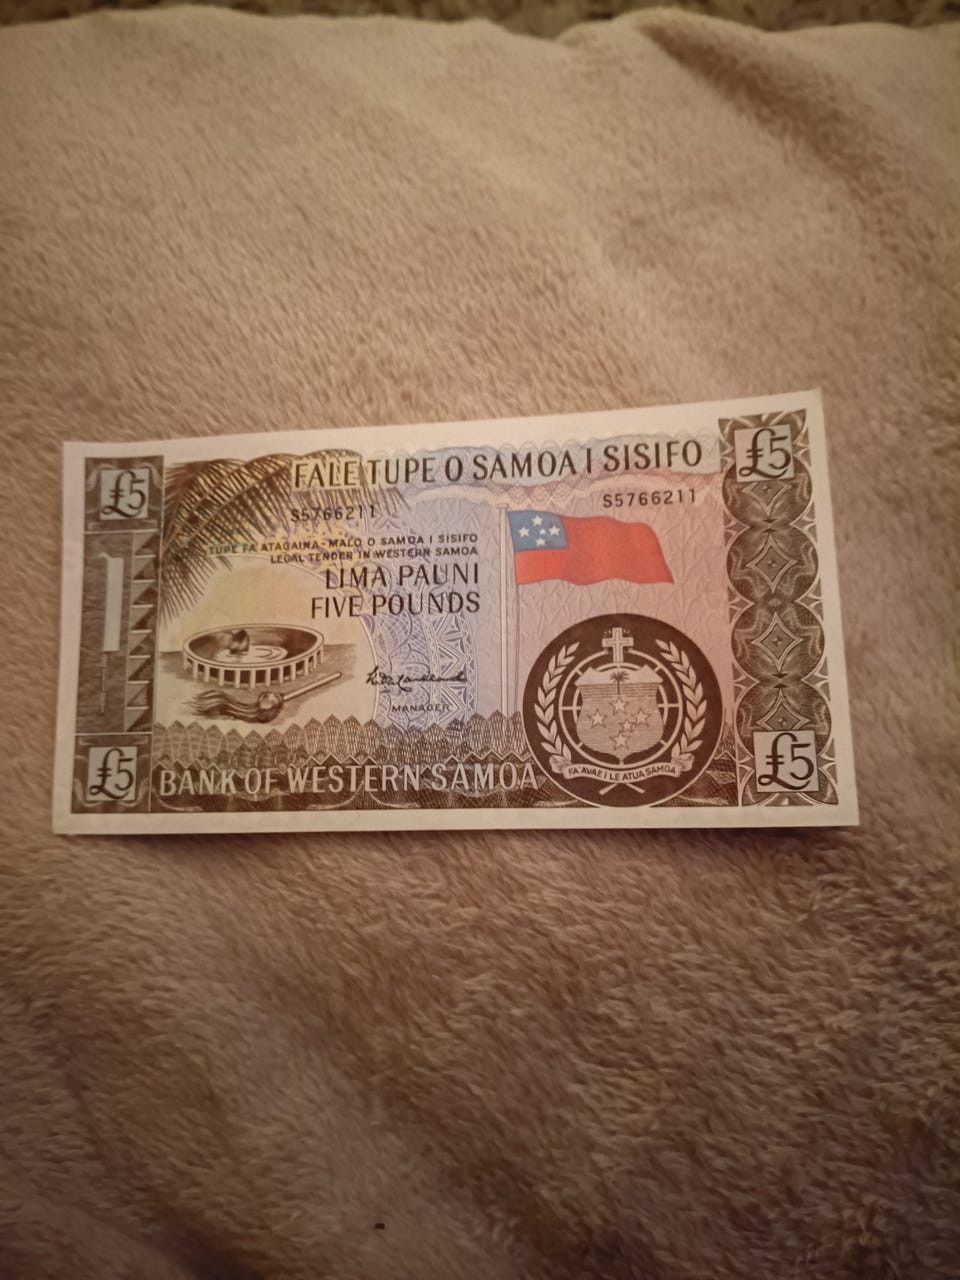 £5
FALE TUPE O SAMOA I SISIFO
£5
S5766211
S5766211
TUPE FA'ATAGAINA - MALO O SAMOA I SISIFO
LEGAL TENDER IN WESTERN SAMOA
LIMA PAUNI
FIVE POUNDS
MANAGER
FA'AVAE I LE ATUA SAMOA
£5
BANK OF WESTERN SAMOA
£5